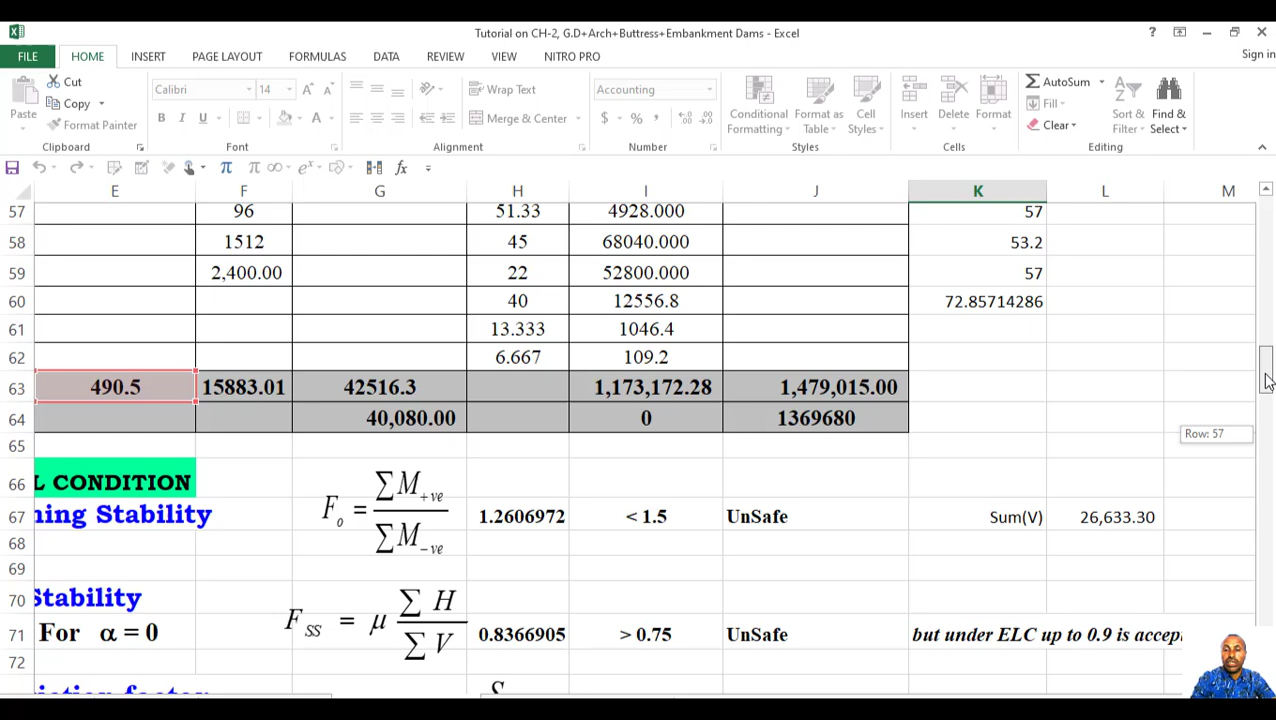 Tutorial on CH-2, G.D+Arch+Buttress+Embankment Dams - Excel
?
Sign in
FILE HOME INSERT PAGE LAYOUT FORMULAS DATA REVIEW VIEW NITRO PRO
Cut
Copy
Format Painter
Paste
Calibri 14
B I U
Wrap Text
Merge & Center
Accounting
$ % ,
Conditional Formatting
Format as Table
Cell Styles
Insert
Delete
Format
AutoSum
Fill
Clear
Sort & Filter
Find & Select
Clipboard Font Alignment Number Styles Cells Editing
E F G H I J K L M
57 96 51.33 4928.000 57
58 1512 45 68040.000 53.2
59 2,400.00 22 52800.000 57
60 40 12556.8 72.85714286
61 13.333 1046.4
62 6.667 109.2
63 490.5 15883.01 42516.3 1,173,172.28 1,479,015.00
64 40,080.00 0 1369680
Row: 57
65
66 L CONDITION
67 ning Stability F_o = ∑M_+ve / ∑M_−ve 1.2606972 < 1.5 UnSafe Sum(V) 26,633.30
68
69
70 Stability
71 For α = 0 F_SS = μ ∑H / ∑V 0.8366905 > 0.75 UnSafe but under ELC up to 0.9 is accep
72